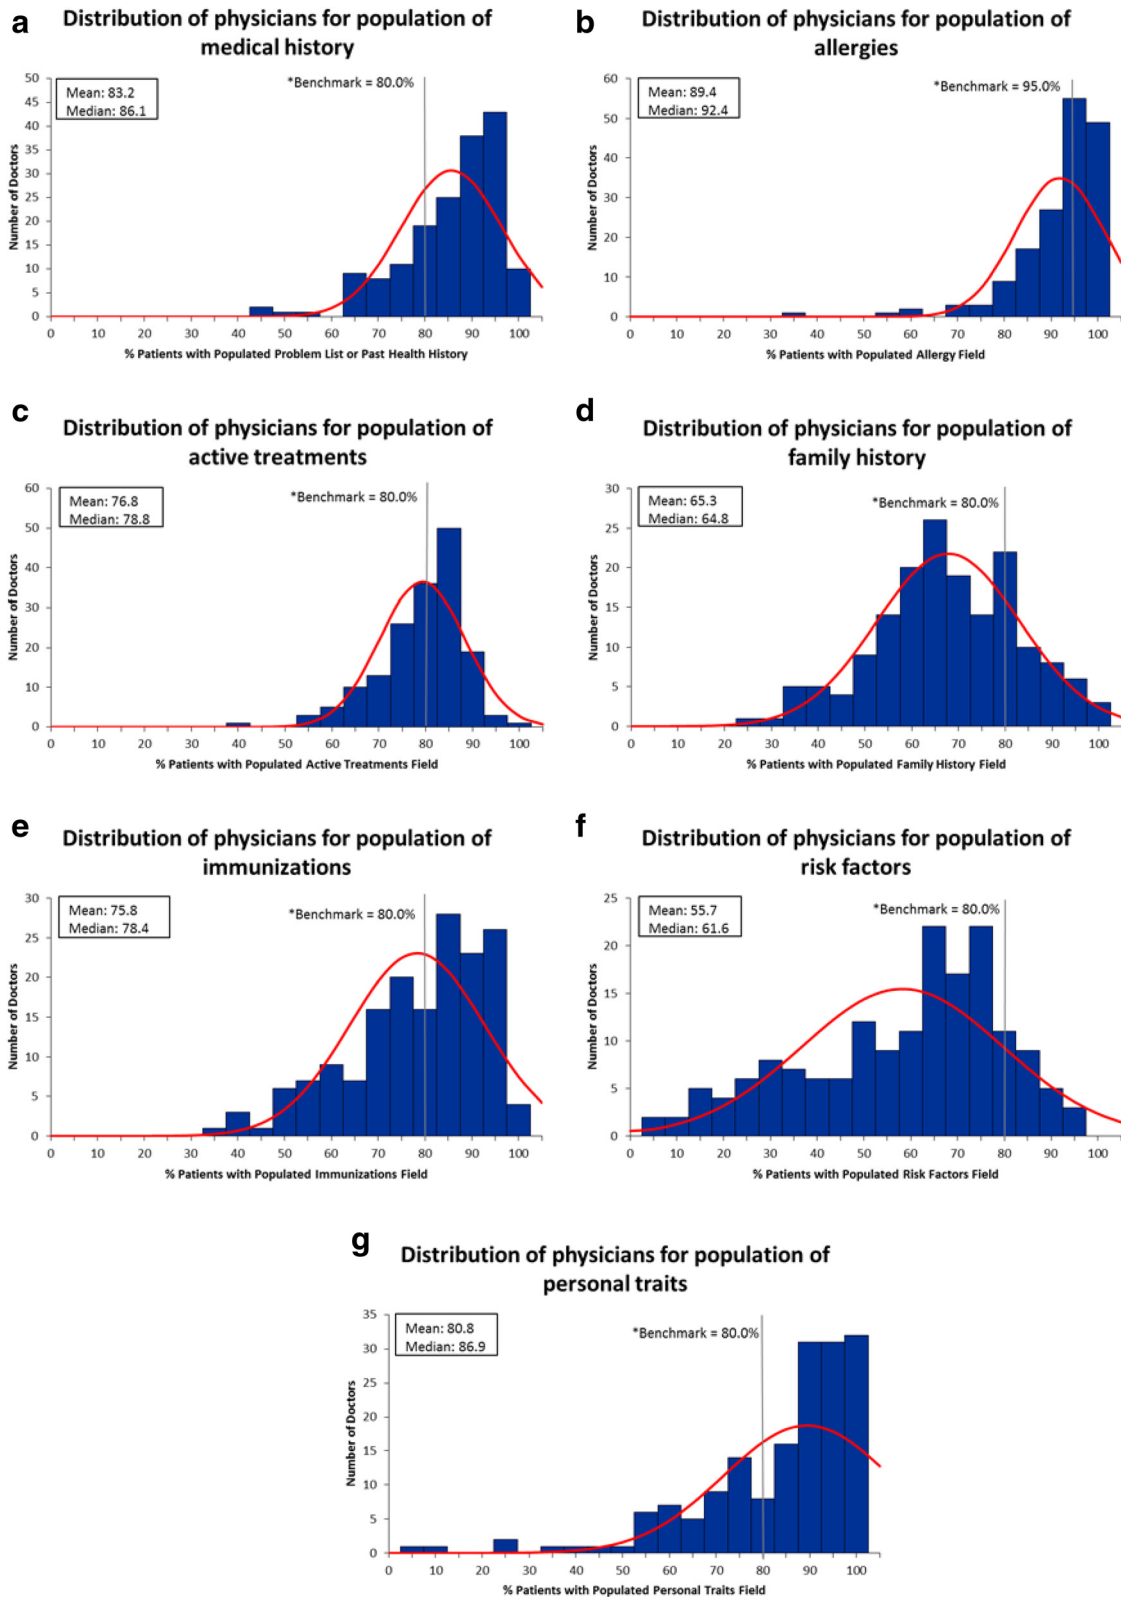 a
Distribution of physicians for population of
medical history
Mean: 83.2
Median: 86.1
*Benchmark = 80.0%
50
45
40
35
30
25
20
15
10
5
0
Number of Doctors
0 10 20 30 40 50 60 70 80 90 100
% Patients with Populated Problem List or Past Health History
b
Distribution of physicians for population of
allergies
Mean: 89.4
Median: 92.4
*Benchmark = 95.0%
60
50
40
30
20
10
0
Number of Doctors
0 10 20 30 40 50 60 70 80 90 100
% Patients with Populated Allergy Field
c
Distribution of physicians for population of
active treatments
Mean: 76.8
Median: 78.8
*Benchmark = 80.0%
60
50
40
30
20
10
0
Number of Doctors
0 10 20 30 40 50 60 70 80 90 100
% Patients with Populated Active Treatments Field
d
Distribution of physicians for population of
family history
Mean: 65.3
Median: 64.8
*Benchmark = 80.0%
30
25
20
15
10
5
0
Number of Doctors
0 10 20 30 40 50 60 70 80 90 100
% Patients with Populated Family History Field
e
Distribution of physicians for population of
immunizations
Mean: 75.8
Median: 78.4
*Benchmark = 80.0%
30
25
20
15
10
5
0
Number of Doctors
0 10 20 30 40 50 60 70 80 90 100
% Patients with Populated Immunizations Field
f
Distribution of physicians for population of
risk factors
Mean: 55.7
Median: 61.6
*Benchmark = 80.0%
25
20
15
10
5
0
Number of Doctors
0 10 20 30 40 50 60 70 80 90 100
% Patients with Populated Risk Factors Field
g
Distribution of physicians for population of
personal traits
Mean: 80.8
Median: 86.9
*Benchmark = 80.0%
35
30
25
20
15
10
5
0
Number of Doctors
0 10 20 30 40 50 60 70 80 90 100
% Patients with Populated Personal Traits Field